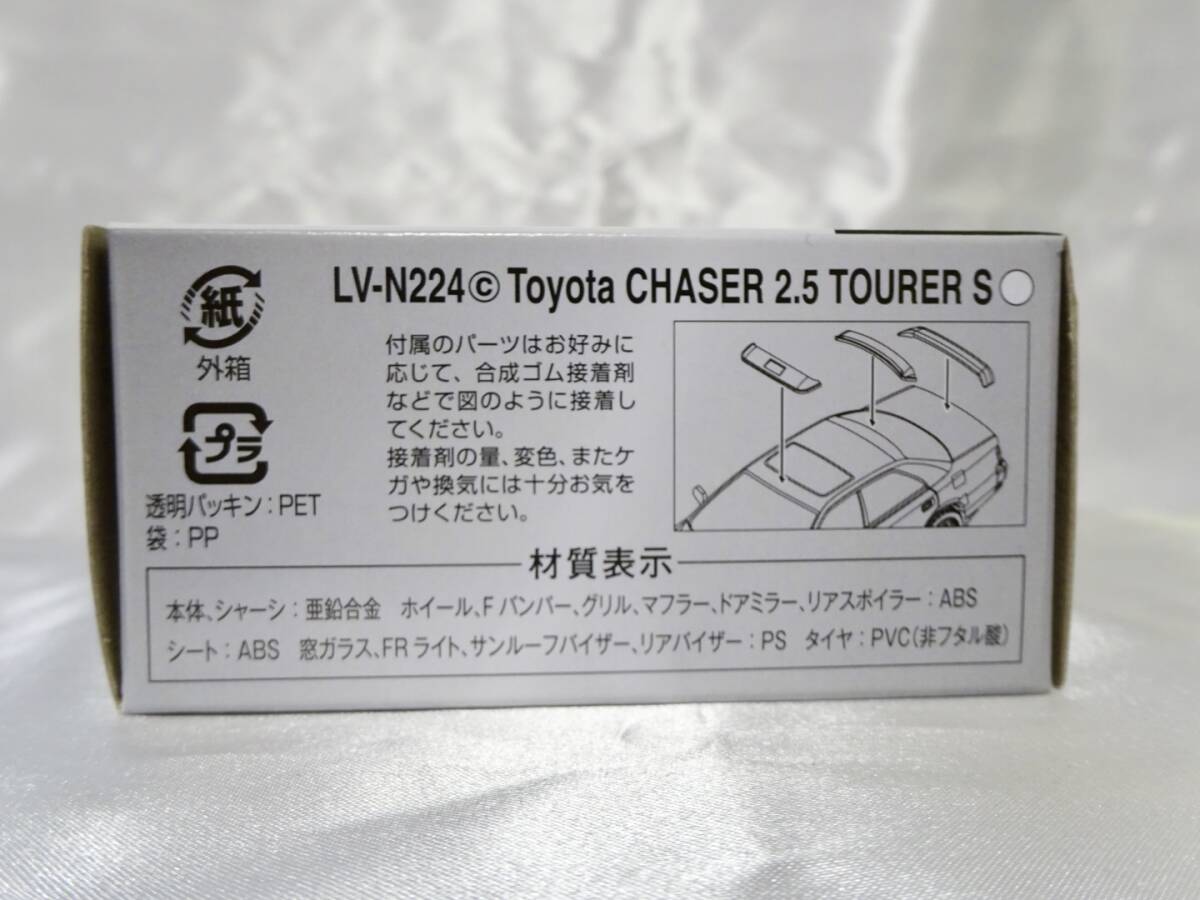 LV-N224© Toyota CHASER 2.5 TOURER S
紙
外箱
プラ
透明パッキン：PET
袋：PP
付属のパーツはお好みに
応じて、合成ゴム接着剤
などで図のように接着し
てください。
接着剤の量、変色、またケ
ガや換気には十分お気を
つけください。
材質表示
本体、シャーシ：亜鉛合金 ホイール、Fバンパー、グリル、マフラー、ドアミラー、リアスポイラー：ABS
シート：ABS 窓ガラス、FRライト、サンルーフバイザー、リアバイザー：PS タイヤ：PVC（非フタル酸）